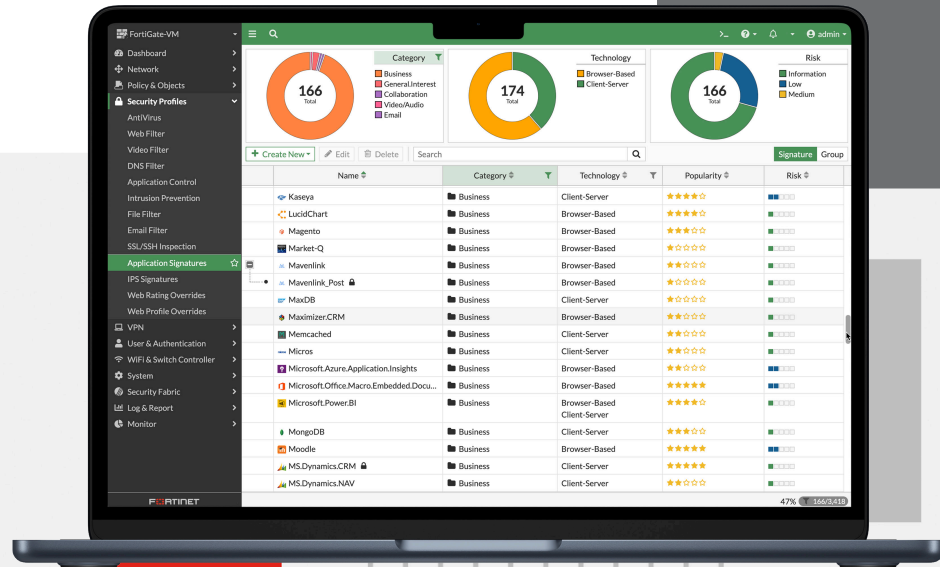 FortiGate-VM
admin
Dashboard
Network
Policy & Objects
Security Profiles
AntiVirus
Web Filter
Video Filter
DNS Filter
Application Control
Intrusion Prevention
File Filter
Email Filter
SSL/SSH Inspection
Application Signatures
IPS Signatures
Web Rating Overrides
Web Profile Overrides
VPN
User & Authentication
WiFi & Switch Controller
System
Security Fabric
Log & Report
Monitor
FORTINET
166
Total
Category
Business
General.Interest
Collaboration
Video/Audio
Email
174
Total
Technology
Browser-Based
Client-Server
166
Total
Risk
Information
Low
Medium
+ Create New Edit Delete Search Signature Group
Name Category Technology Popularity Risk
Kaseya Business Client-Server
LucidChart Business Browser-Based
Magento Business Browser-Based
Market-Q Business Browser-Based
Mavenlink Business Browser-Based
Mavenlink_Post Business Browser-Based
MaxDB Business Client-Server
Maximizer.CRM Business Browser-Based
Memcached Business Client-Server
Micros Business Client-Server
Microsoft.Azure.Application.Insights Business Browser-Based
Microsoft.Office.Macro.Embedded.Docu... Business Browser-Based
Microsoft.Power.BI Business Browser-Based
Client-Server
MongoDB Business Client-Server
Moodle Business Browser-Based
MS.Dynamics.CRM Business Client-Server
MS.Dynamics.NAV Business Client-Server
47% 166/3,418